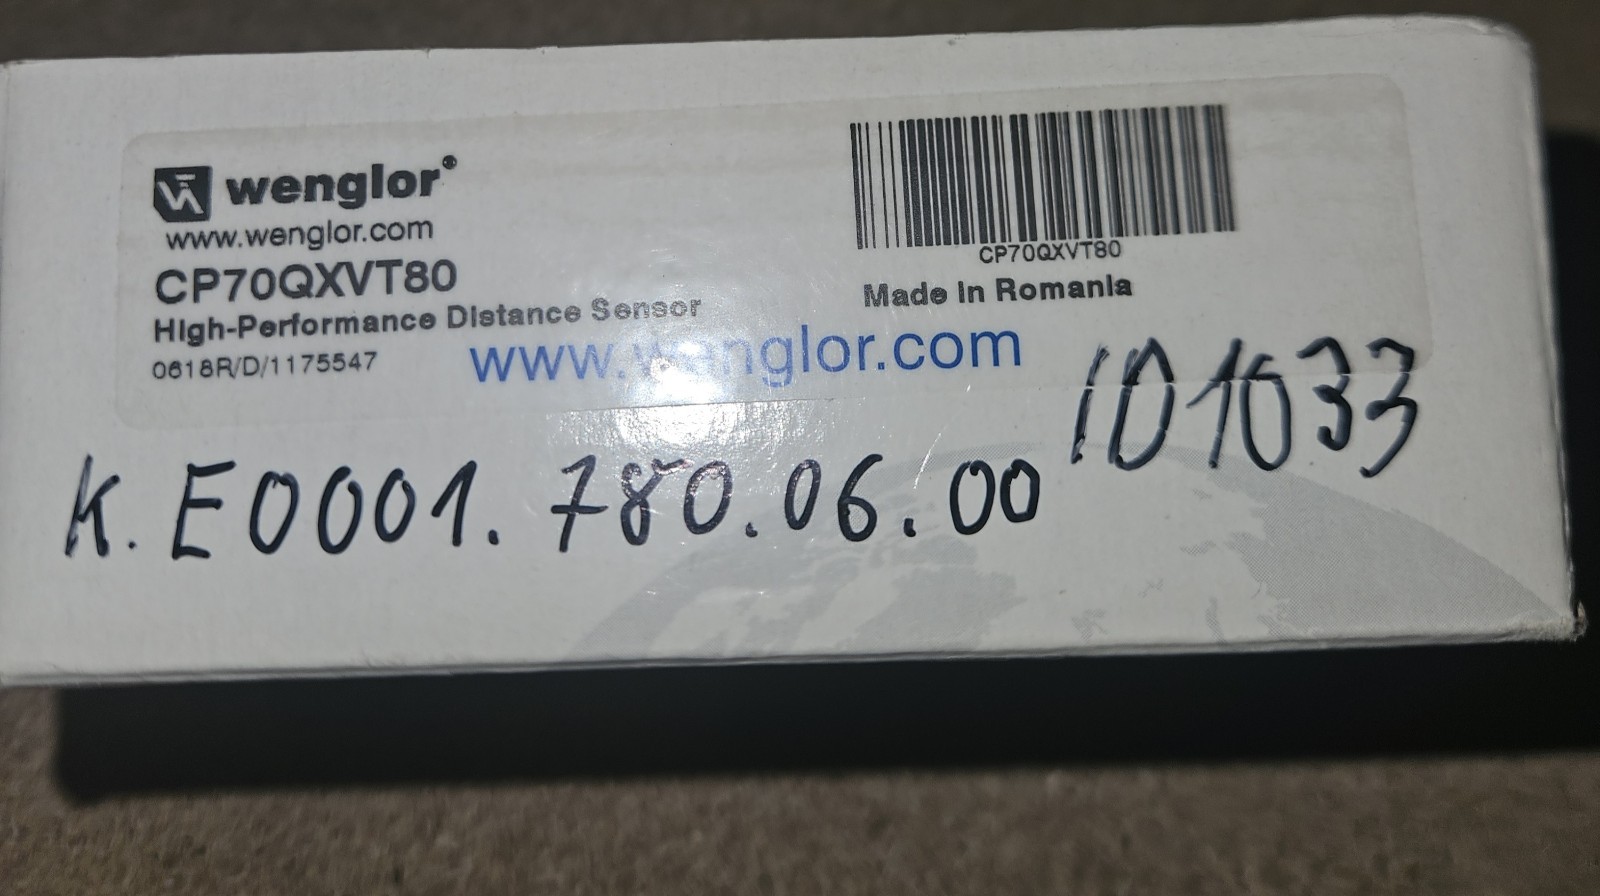 wenglor®
www.wenglor.com
CP70QXVT80
High-Performance Distance Sensor
0618R/D/1175547
CP70QXVT80
Made in Romania
www.wenglor.com
ID1033
K.E0001.780.06.00